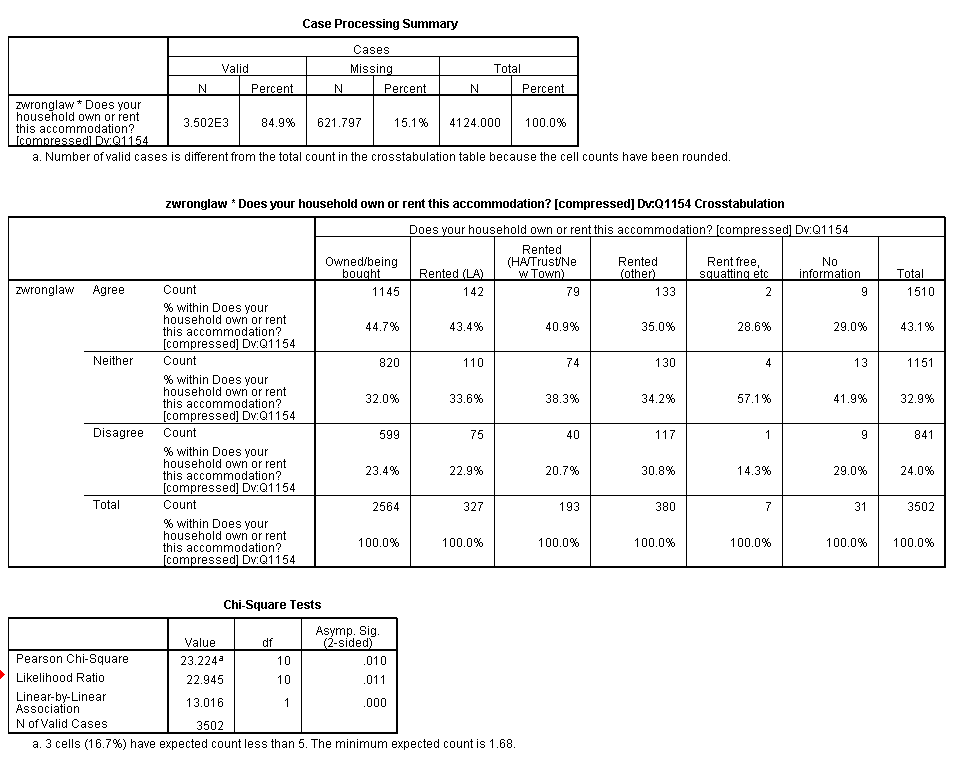 Case Processing Summary
Cases
Valid Missing Total
N Percent N Percent N Percent
zwronglaw * Does your
household own or rent
this accommodation?
[compressed] Dv:Q1154
3.502E3 84.9% 621.797 15.1% 4124.000 100.0%
a. Number of valid cases is different from the total count in the crosstabulation table because the cell counts have been rounded.
zwronglaw * Does your household own or rent this accommodation? [compressed] Dv:Q1154 Crosstabulation
Does your household own or rent this accommodation? [compressed] Dv:Q1154
Owned/being
bought
Rented (LA)
Rented
(HA/Trust/Ne
w Town)
Rented
(other)
Rent free,
squatting etc
No
information
Total
zwronglaw Agree Count 1145 142 79 133 2 9 1510
% within Does your
household own or rent
this accommodation?
[compressed] Dv:Q1154
44.7% 43.4% 40.9% 35.0% 28.6% 29.0% 43.1%
Neither Count 820 110 74 130 4 13 1151
% within Does your
household own or rent
this accommodation?
[compressed] Dv:Q1154
32.0% 33.6% 38.3% 34.2% 57.1% 41.9% 32.9%
Disagree Count 599 75 40 117 1 9 841
% within Does your
household own or rent
this accommodation?
[compressed] Dv:Q1154
23.4% 22.9% 20.7% 30.8% 14.3% 29.0% 24.0%
Total Count 2564 327 193 380 7 31 3502
% within Does your
household own or rent
this accommodation?
[compressed] Dv:Q1154
100.0% 100.0% 100.0% 100.0% 100.0% 100.0% 100.0%
Chi-Square Tests
Value df Asymp. Sig.
(2-sided)
Pearson Chi-Square 23.224a 10 .010
Likelihood Ratio 22.945 10 .011
Linear-by-Linear
Association
13.016 1 .000
N of Valid Cases 3502
a. 3 cells (16.7%) have expected count less than 5. The minimum expected count is 1.68.